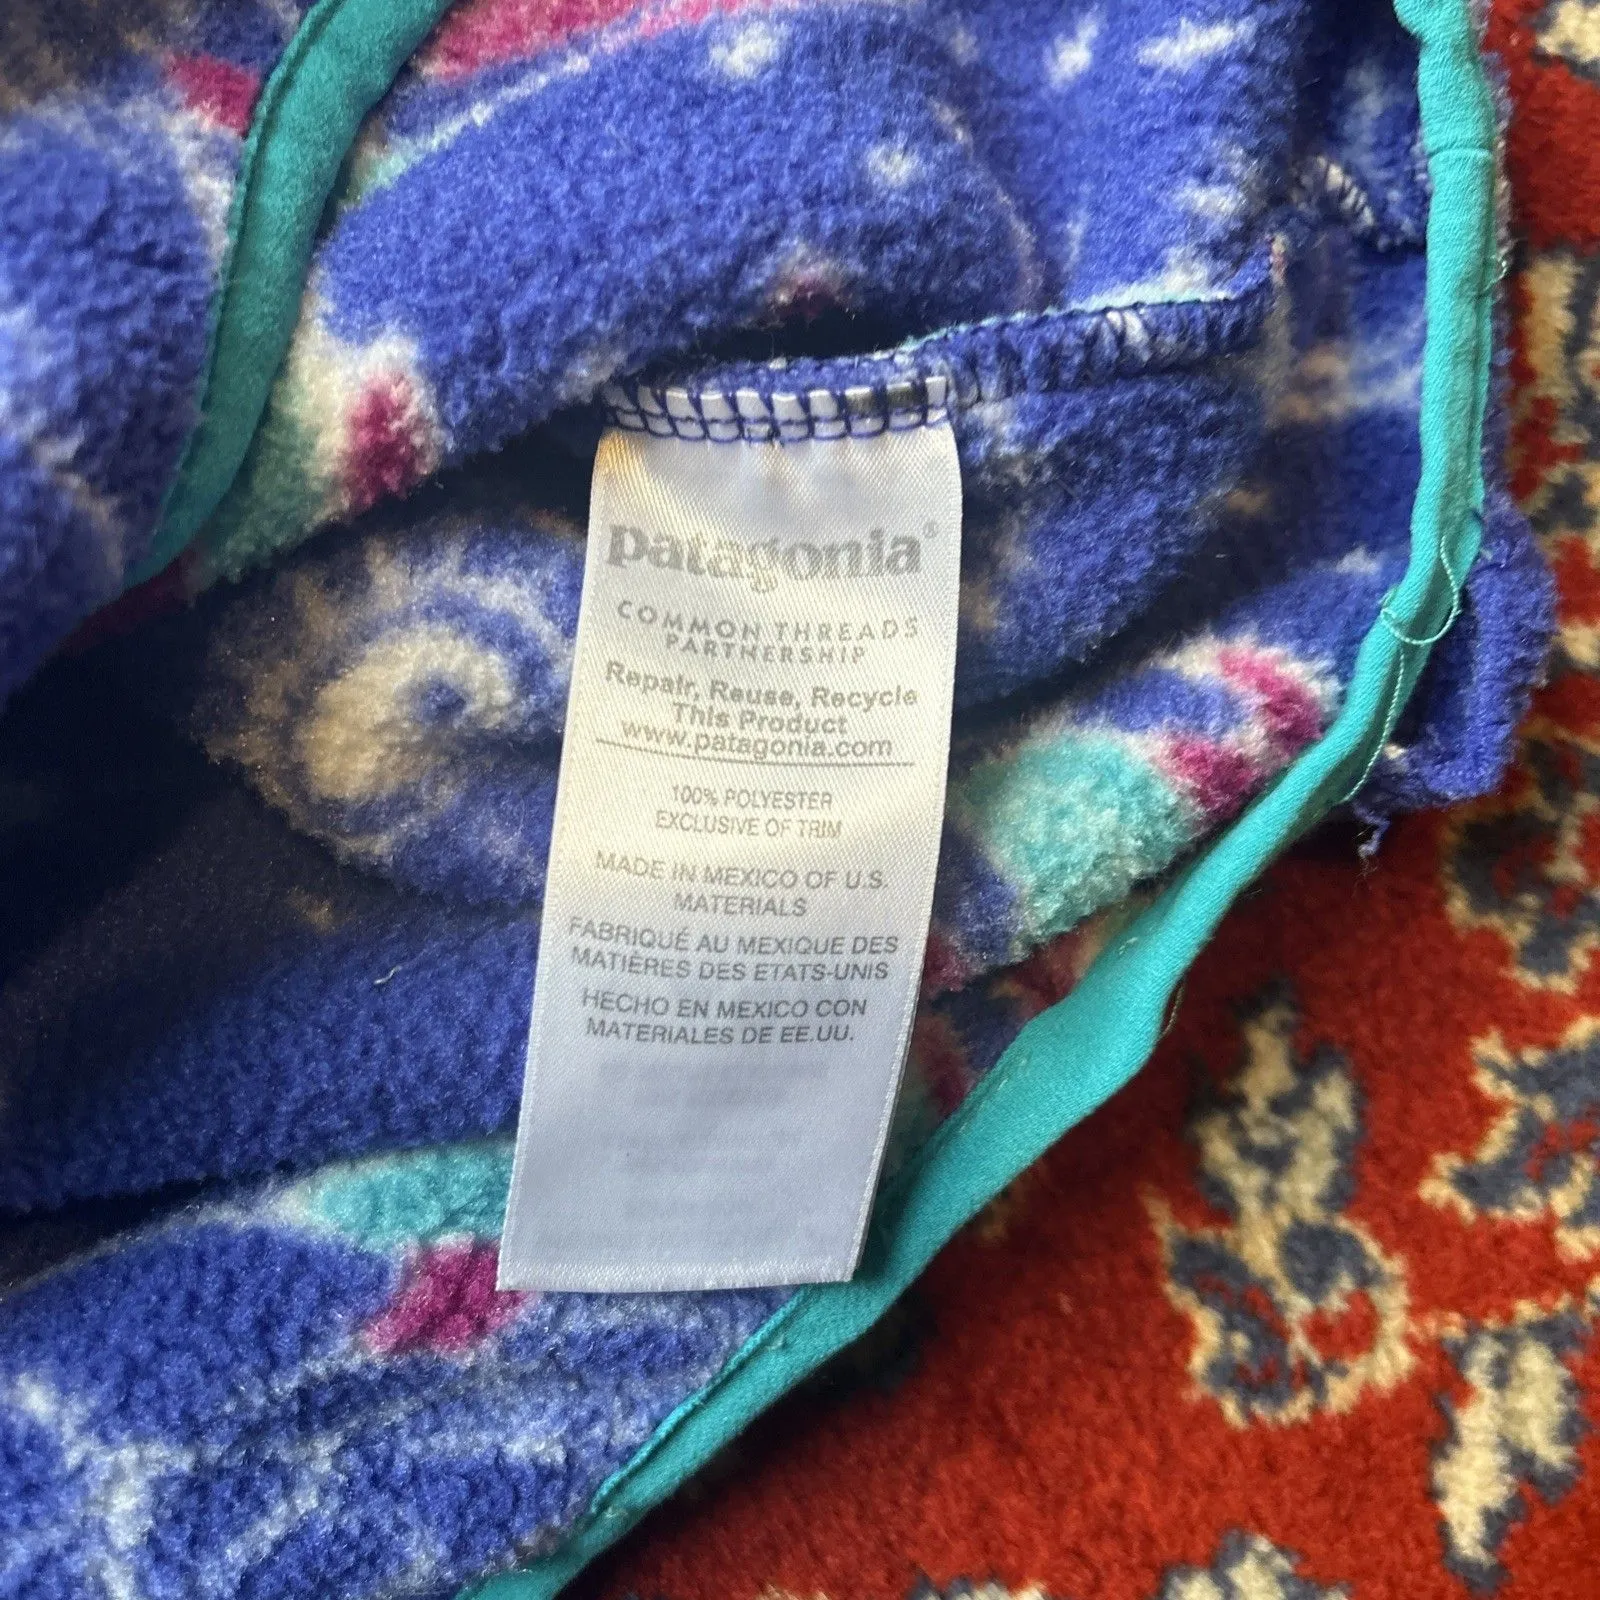 patagonia®
COMMON THREADS
PARTNERSHIP
Repair, Reuse, Recycle
This Product
www.patagonia.com
100% POLYESTER
EXCLUSIVE OF TRIM
MADE IN MEXICO OF U.S.
MATERIALS
FABRIQUÉ AU MEXIQUE DES
MATIÈRES DES ETATS-UNIS
HECHO EN MEXICO CON
MATERIALES DE EE.UU.